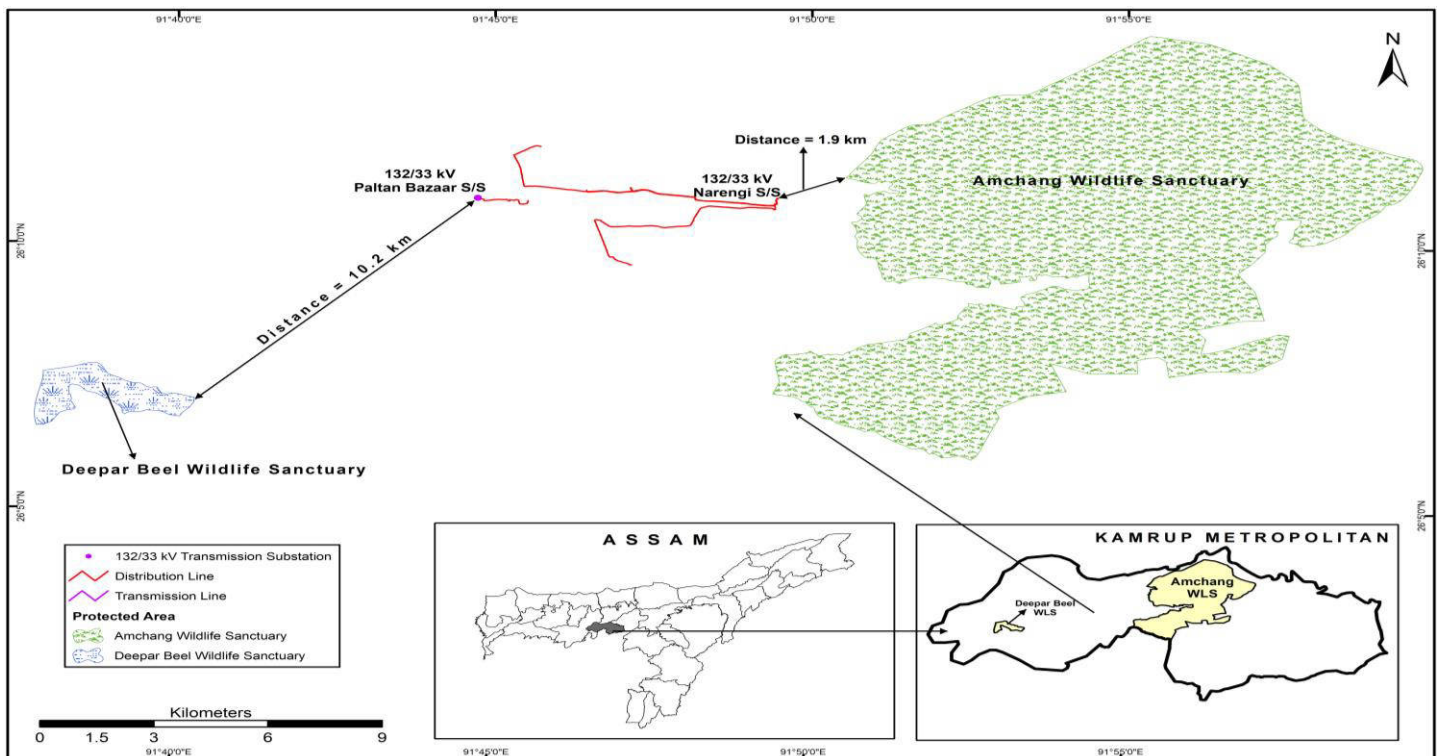 91°40'0"E
91°45'0"E
91°50'0"E
91°55'0"E
N
Distance = 1.9 km
132/33 kV
Paltan Bazaar S/S
132/33 kV
Narengi S/S
Amchang Wildlife Sanctuary
26°10'0"N
26°10'0"N
Distance = 10.2 km
Deepar Beel Wildlife Sanctuary
26°5'0"N
26°5'0"N
132/33 kV Transmission Substation
Distribution Line
Transmission Line
Protected Area
Amchang Wildlife Sanctuary
Deepar Beel Wildlife Sanctuary
Kilometers
0 1.5 3 6 9
ASSAM
KAMRUP METROPOLITAN
Amchang
WLS
Deepar Beel
WLS
91°40'0"E
91°45'0"E
91°50'0"E
91°55'0"E